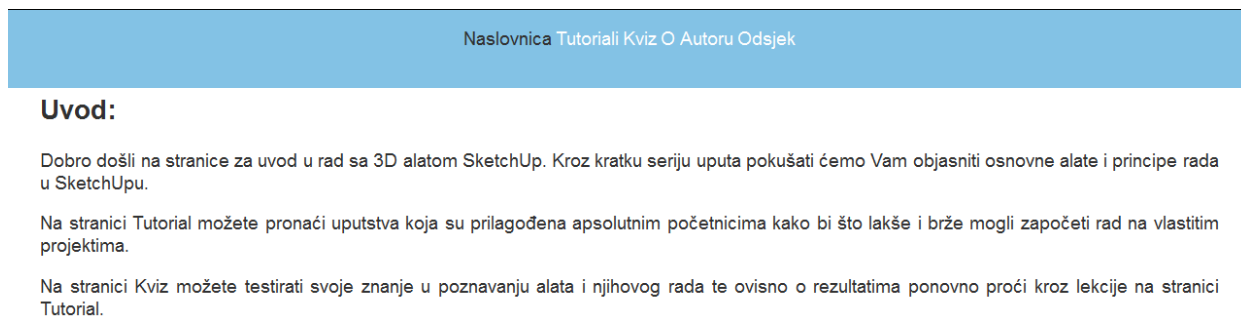 Naslovnica Tutoriali Kviz O Autoru Odsjek
Uvod:
Dobro došli na stranice za uvod u rad sa 3D alatom SketchUp. Kroz kratku seriju uputa pokušati ćemo Vam objasniti osnovne alate i principe rada
u SketchUpu.
Na stranici Tutorial možete pronaći uputstva koja su prilagođena apsolutnim početnicima kako bi što lakše i brže mogli započeti rad na vlastitim
projektima.
Na stranici Kviz možete testirati svoje znanje u poznavanju alata i njihovog rada te ovisno o rezultatima ponovno proći kroz lekcije na stranici
Tutorial.